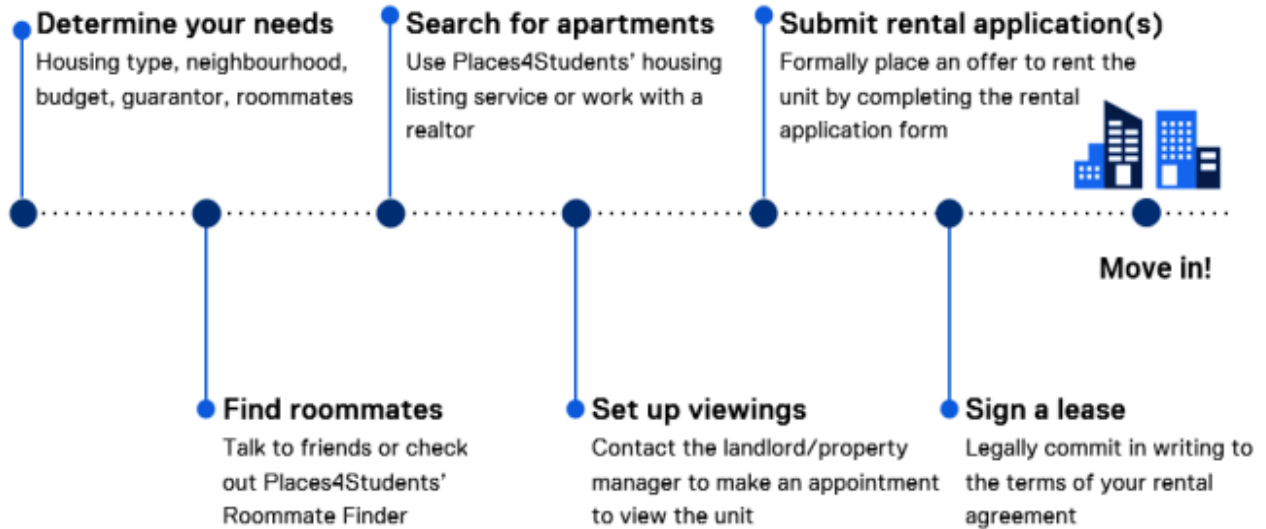 Determine your needs
Housing type, neighbourhood,
budget, guarantor, roommates
Find roommates
Talk to friends or check
out Places4Students'
Roommate Finder
Search for apartments
Use Places4Students' housing
listing service or work with a
realtor
Set up viewings
Contact the landlord/property
manager to make an appointment
to view the unit
Submit rental application(s)
Formally place an offer to rent the
unit by completing the rental
application form
Sign a lease
Legally commit in writing to
the terms of your rental
agreement
Move in!